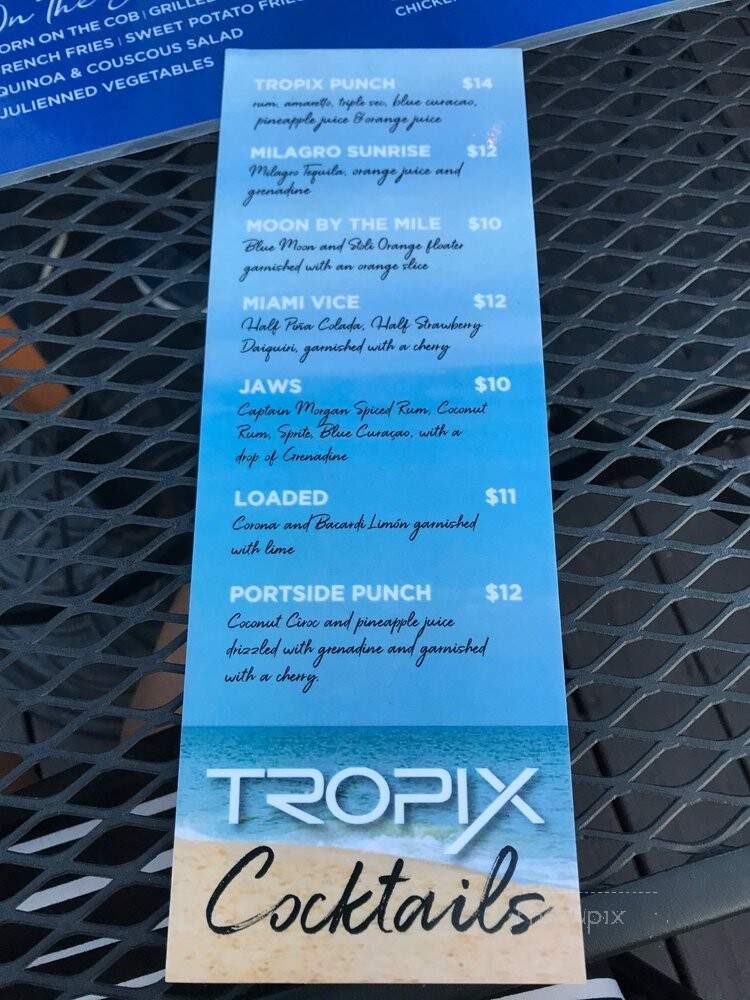 On The
ORN ON THE COB | GRILLED
RENCH FRIES | SWEET POTATO FRIES
QUINOA & COUSCOUS SALAD
JULIENNED VEGETABLES
CHICKEN
TROPIX PUNCH $14
rum, amaretto, triple sec, blue curacao,
pineapple juice & orange juice
MILAGRO SUNRISE $12
Milagro Tequila, orange juice and
grenadine
MOON BY THE MILE $10
Blue Moon and Stoli Orange floater
garnished with an orange slice
MIAMI VICE $12
Half Piña Colada, Half Strawberry
Daiquiri, garnished with a cherry
JAWS $10
Captain Morgan Spiced Rum, Coconut
Rum, Sprite, Blue Curaçao, with a
drop of Grenadine
LOADED $11
Corona and Bacardi Limón garnished
with lime
PORTSIDE PUNCH $12
Coconut Ciroc and pineapple juice
drizzled with grenadine and garnished
with a cherry.
TROPIX
Cocktails